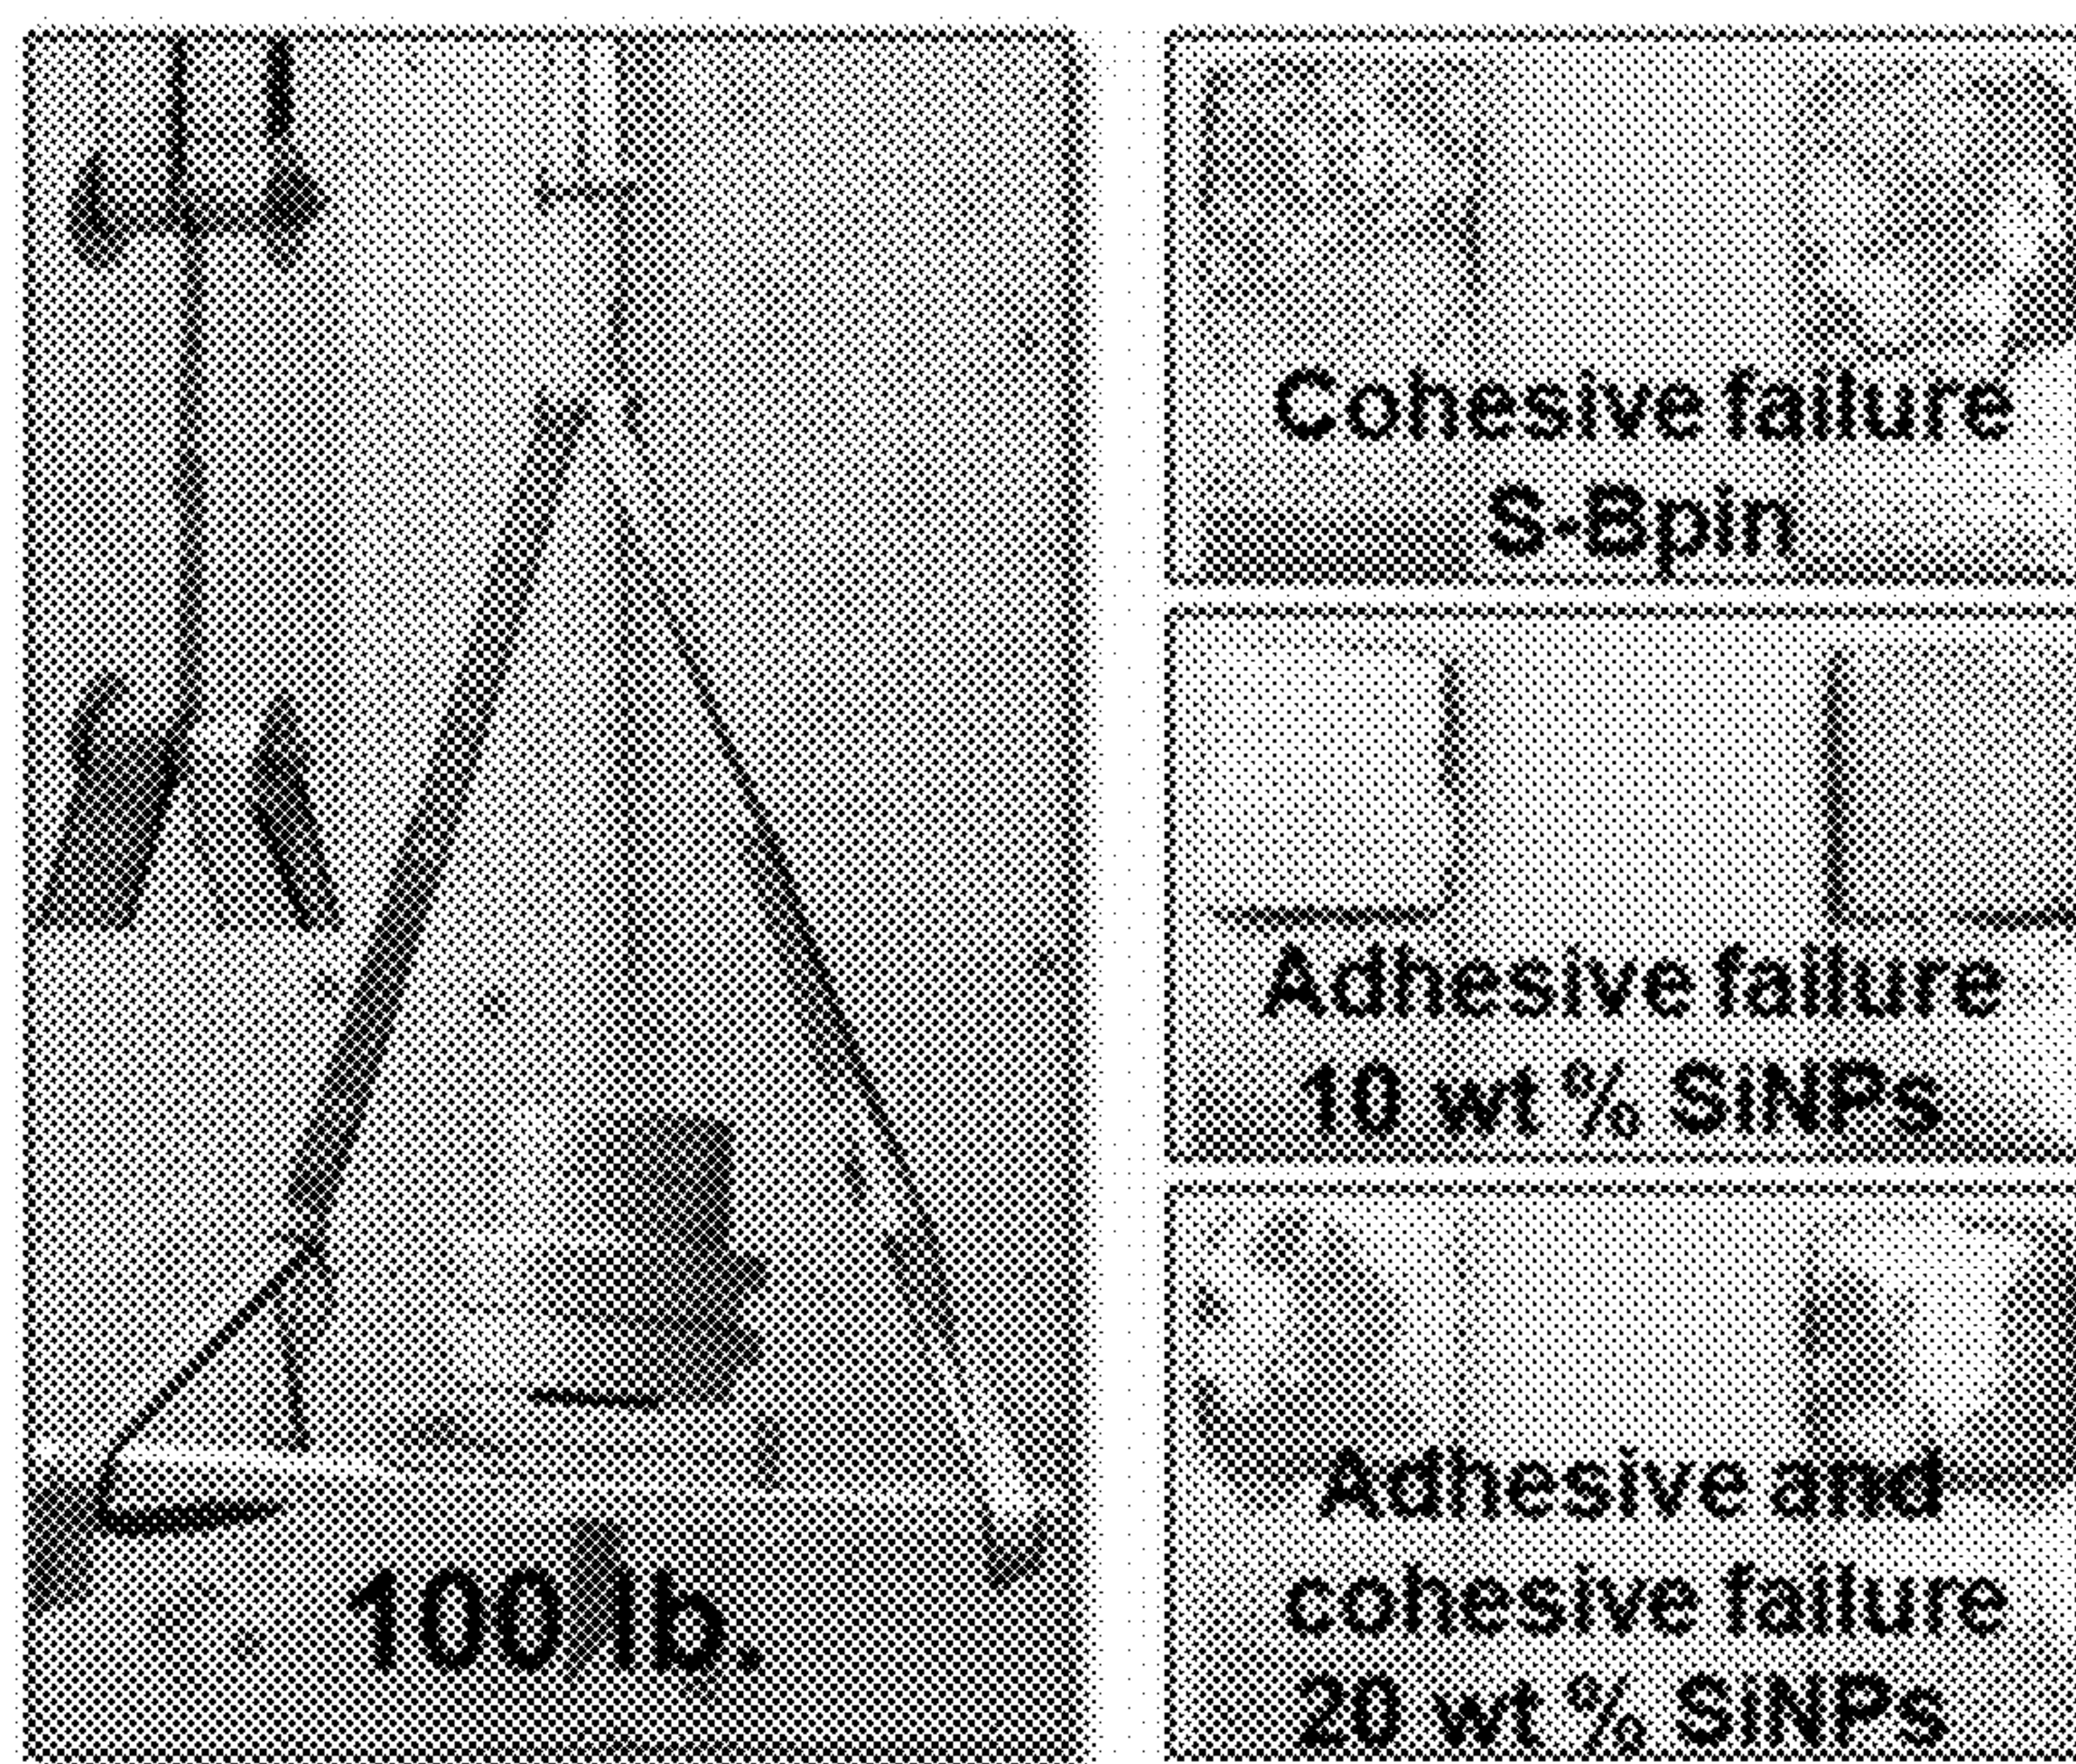 100 lb.
Cohesive failure
S-Bpin
Adhesive failure
10 wt % SiNPs
Adhesive and
cohesive failure
20 wt % SiNPs